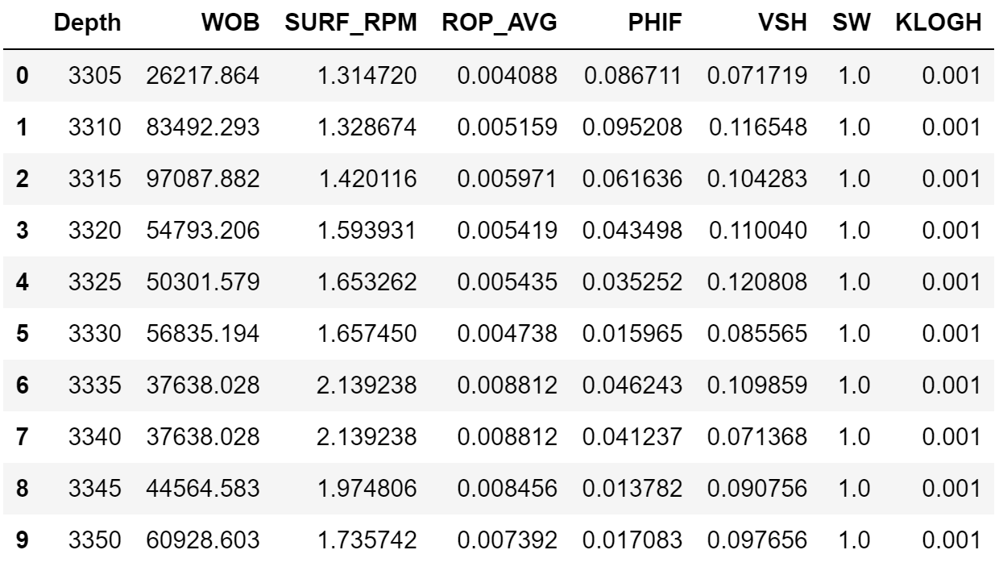 Depth WOB SURF_RPM ROP_AVG PHIF VSH SW KLOGH
0 3305 26217.864 1.314720 0.004088 0.086711 0.071719 1.0 0.001
1 3310 83492.293 1.328674 0.005159 0.095208 0.116548 1.0 0.001
2 3315 97087.882 1.420116 0.005971 0.061636 0.104283 1.0 0.001
3 3320 54793.206 1.593931 0.005419 0.043498 0.110040 1.0 0.001
4 3325 50301.579 1.653262 0.005435 0.035252 0.120808 1.0 0.001
5 3330 56835.194 1.657450 0.004738 0.015965 0.085565 1.0 0.001
6 3335 37638.028 2.139238 0.008812 0.046243 0.109859 1.0 0.001
7 3340 37638.028 2.139238 0.008812 0.041237 0.071368 1.0 0.001
8 3345 44564.583 1.974806 0.008456 0.013782 0.090756 1.0 0.001
9 3350 60928.603 1.735742 0.007392 0.017083 0.097656 1.0 0.001